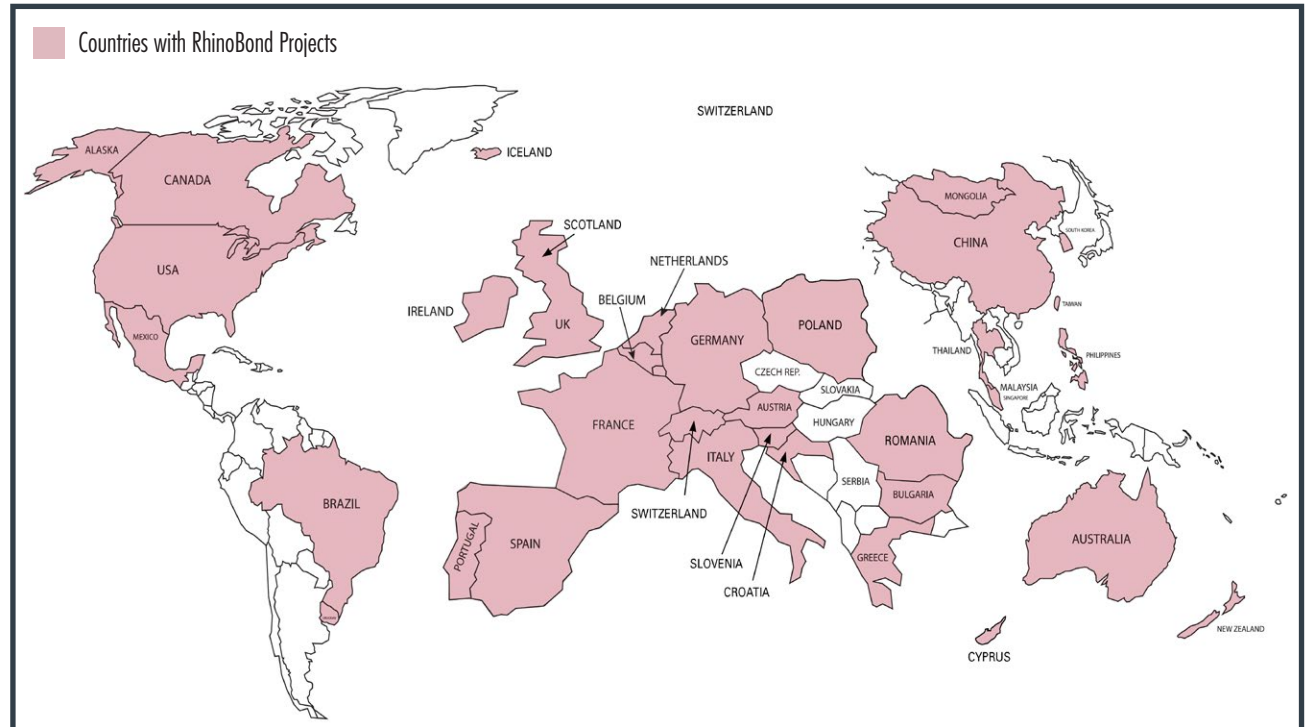 Countries with RhinoBond Projects
SWITZERLAND
ALASKA
ICELAND
CANADA
MONGOLIA
SCOTLAND
SOUTH KOREA
CHINA
NETHERLANDS
USA
BELGIUM
TAIWAN
IRELAND
UK
POLAND
MEXICO
GERMANY
THAILAND
PHILIPPINES
CZECH REP.
MALAYSIA
SLOVAKIA
SINGAPORE
AUSTRIA
HUNGARY
FRANCE
ROMANIA
ITALY
SERBIA
BULGARIA
BRAZIL
SWITZERLAND
AUSTRALIA
PORTUGAL
SPAIN
GREECE
SLOVENIA
CROATIA
NEW ZEALAND
CYPRUS